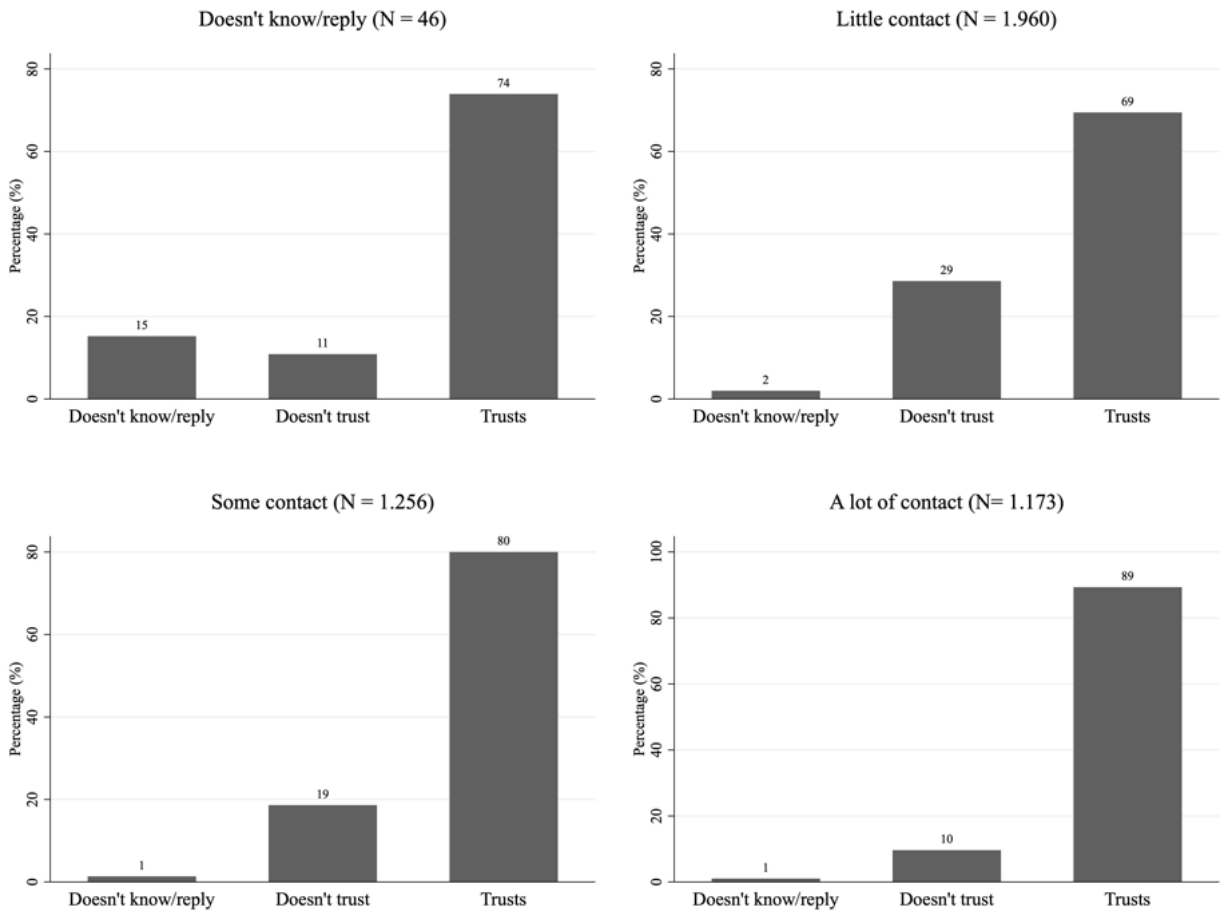 Doesn't know/reply (N = 46)
Percentage (%)
80
60
40
20
0
15
11
74
Doesn't know/reply Doesn't trust Trusts
Little contact (N = 1.960)
Percentage (%)
80
60
40
20
0
2
29
69
Doesn't know/reply Doesn't trust Trusts
Some contact (N = 1.256)
Percentage (%)
80
60
40
20
0
1
19
80
Doesn't know/reply Doesn't trust Trusts
A lot of contact (N= 1.173)
Percentage (%)
100
80
60
40
20
0
1
10
89
Doesn't know/reply Doesn't trust Trusts